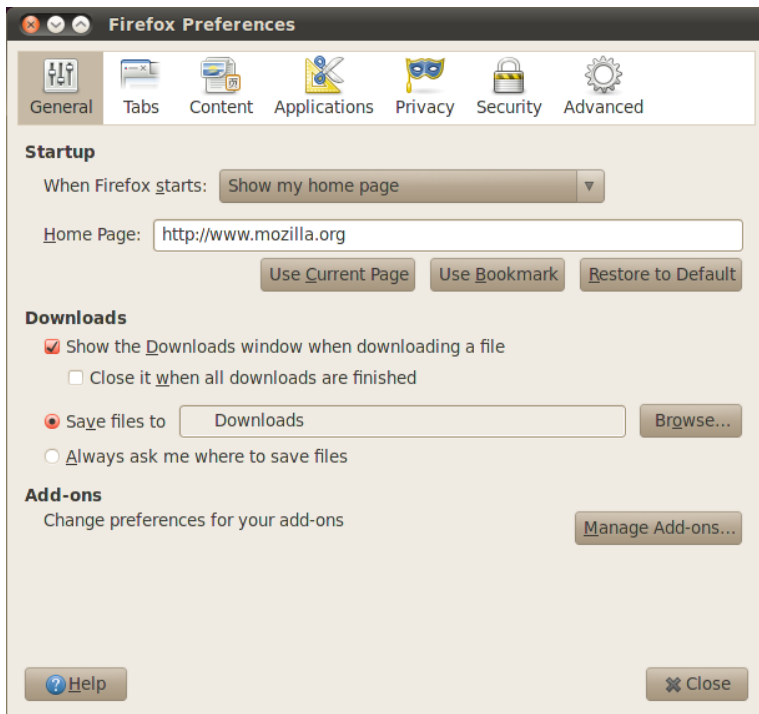 Firefox Preferences
General Tabs Content Applications Privacy Security Advanced
Startup
When Firefox starts: Show my home page
Home Page: http://www.mozilla.org
Use Current Page Use Bookmark Restore to Default
Downloads
Show the Downloads window when downloading a file
Close it when all downloads are finished
Save files to Downloads Browse...
Always ask me where to save files
Add-ons
Change preferences for your add-ons
Manage Add-ons...
Help Close